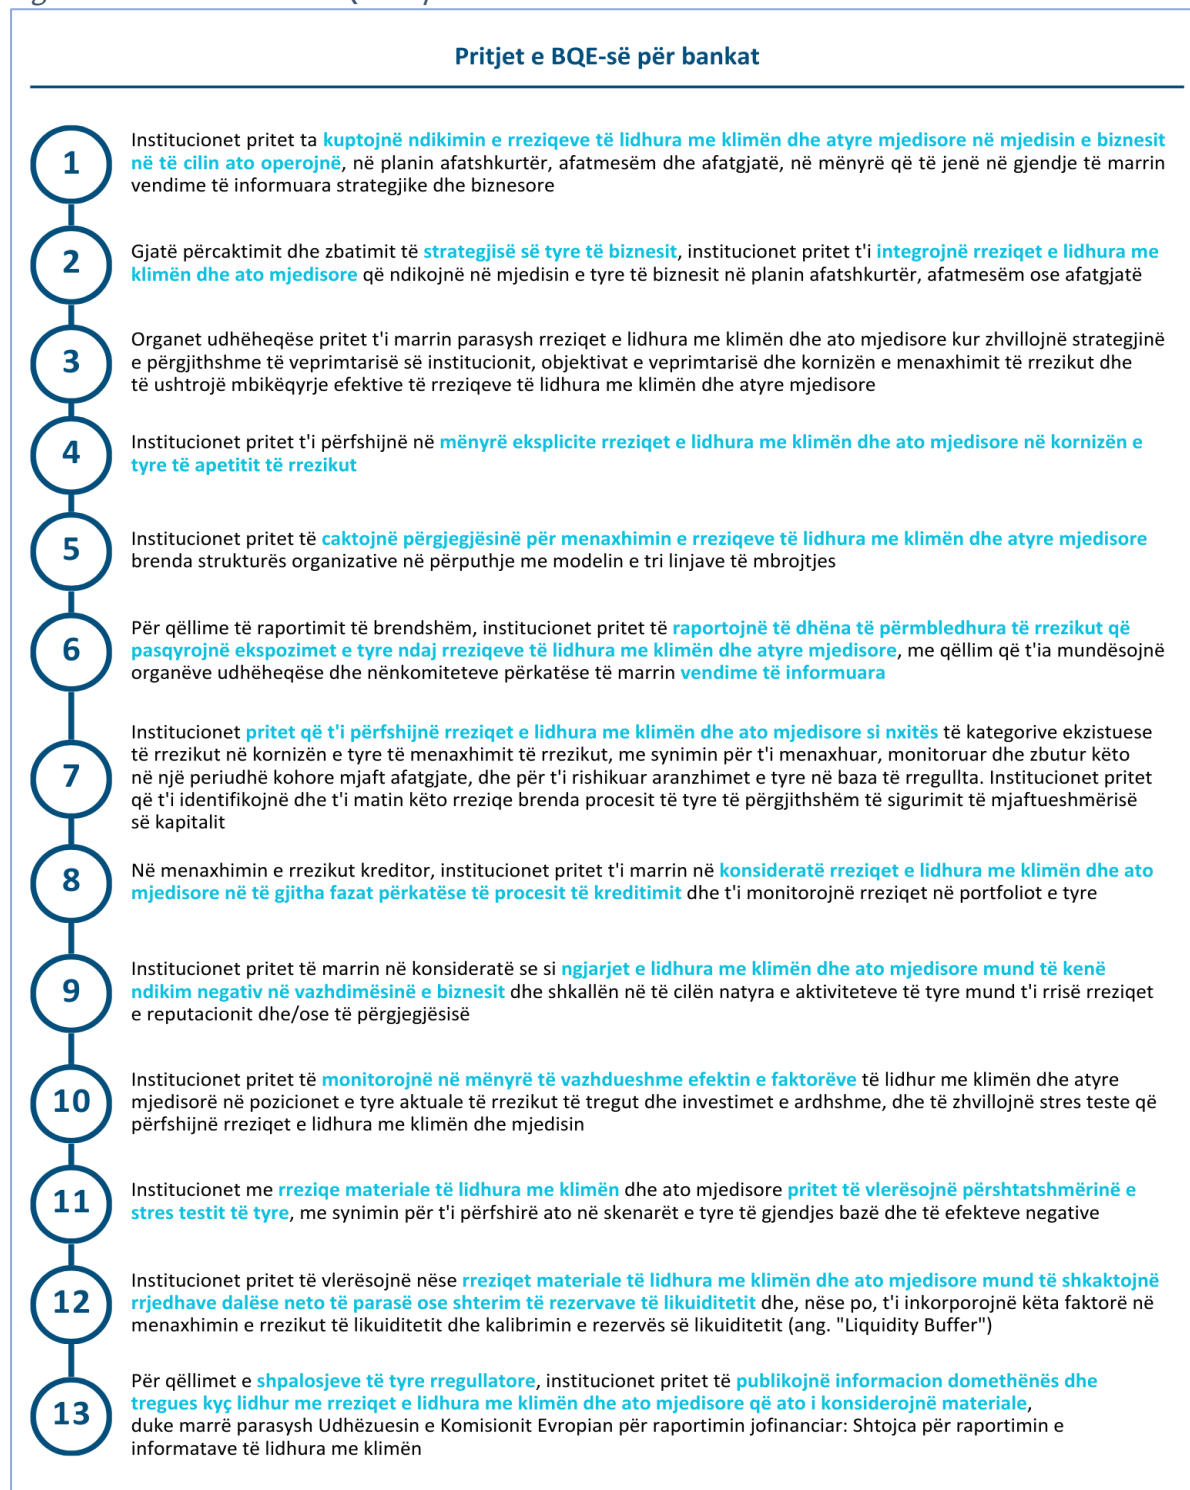 Pritjet e BQE-së për bankat
1
Institucionet pritet ta kuptojnë ndikimin e rreziqeve të lidhura me klimën dhe atyre mjedisore në mjedisin e biznesit
në të cilin ato operojnë, në planin afatshkurtër, afatmesëm dhe afatgjatë, në mënyrë që të jenë në gjendje të marrin
vendime të informuara strategjike dhe biznesore
2
Gjatë përcaktimit dhe zbatimit të strategjisë së tyre të biznesit, institucionet pritet t'i integrojnë rreziqet e lidhura me
klimën dhe ato mjedisore që ndikojnë në mjedisin e tyre të biznesit në planin afatshkurtër, afatmesëm ose afatgjatë
3
Organet udhëheqëse pritet t'i marrin parasysh rreziqet e lidhura me klimën dhe ato mjedisore kur zhvillojnë strategjinë
e përgjithshme të veprimtarisë së institucionit, objektivat e veprimtarisë dhe kornizën e menaxhimit të rrezikut dhe
të ushtrojë mbikëqyrje efektive të rreziqeve të lidhura me klimën dhe atyre mjedisore
4
Institucionet pritet t'i përfshijnë në mënyrë eksplicite rreziqet e lidhura me klimën dhe ato mjedisore në kornizën e
tyre të apetitit të rrezikut
5
Institucionet pritet të caktojnë përgjegjësinë për menaxhimin e rreziqeve të lidhura me klimën dhe atyre mjedisore
brenda strukturës organizative në përputhje me modelin e tri linjave të mbrojtjes
6
Për qëllime të raportimit të brendshëm, institucionet pritet të raportojnë të dhëna të përmbledhura të rrezikut që
pasqyrojnë ekspozimet e tyre ndaj rreziqeve të lidhura me klimën dhe atyre mjedisore, me qëllim që t'ia mundësojnë
organëve udhëheqëse dhe nënkomiteteve përkatëse të marrin vendime të informuara
7
Institucionet pritet që t'i përfshijnë rreziqet e lidhura me klimën dhe ato mjedisore si nxitës të kategorive ekzistuese
të rrezikut në kornizën e tyre të menaxhimit të rrezikut, me synimin për t'i menaxhuar, monitoruar dhe zbutur këto
në një periudhë kohore mjaft afatgjate, dhe për t'i rishikuar aranzhimet e tyre në baza të rregullta. Institucionet pritet
që t'i identifikojnë dhe t'i matin këto rreziqe brenda procesit të tyre të përgjithshëm të sigurimit të mjaftueshmërisë
së kapitalit
8
Në menaxhimin e rrezikut kreditor, institucionet pritet t'i marrin në konsideratë rreziqet e lidhura me klimën dhe ato
mjedisore në të gjitha fazat përkatëse të procesit të kreditimit dhe t'i monitorojnë rreziqet në portfoliot e tyre
9
Institucionet pritet të marrin në konsideratë se si ngjarjet e lidhura me klimën dhe ato mjedisore mund të kenë
ndikim negativ në vazhdimësinë e biznesit dhe shkallën në të cilën natyra e aktiviteteve të tyre mund t'i rrisë rreziqet
e reputacionit dhe/ose të përgjegjësisë
10
Institucionet pritet të monitorojnë në mënyrë të vazhdueshme efektin e faktorëve të lidhur me klimën dhe atyre
mjedisorë në pozicionet e tyre aktuale të rrezikut të tregut dhe investimet e ardhshme, dhe të zhvillojnë stres teste që
përfshijnë rreziqet e lidhura me klimën dhe mjedisin
11
Institucionet me rreziqe materiale të lidhura me klimën dhe ato mjedisore pritet të vlerësojnë përshtatshmërinë e
stres testit të tyre, me synimin për t'i përfshirë ato në skenarët e tyre të gjendjes bazë dhe të efekteve negative
12
Institucionet pritet të vlerësojnë nëse rreziqet materiale të lidhura me klimën dhe ato mjedisore mund të shkaktojnë
rrjedhave dalëse neto të parasë ose shterim të rezervave të likuiditetit dhe, nëse po, t'i inkorporojnë këta faktorë në
menaxhimin e rrezikut të likuiditetit dhe kalibrimin e rezervës së likuiditetit (ang. "Liquidity Buffer")
13
Për qëllimet e shpalosjeve të tyre rregullatore, institucionet pritet të publikojnë informacion domethënës dhe
tregues kyç lidhur me rreziqet e lidhura me klimën dhe ato mjedisore që ato i konsiderojnë materiale,
duke marrë parasysh Udhëzuesin e Komisionit Evropian për raportimin jofinanciar: Shtojca për raportimin e
informatave të lidhura me klimën